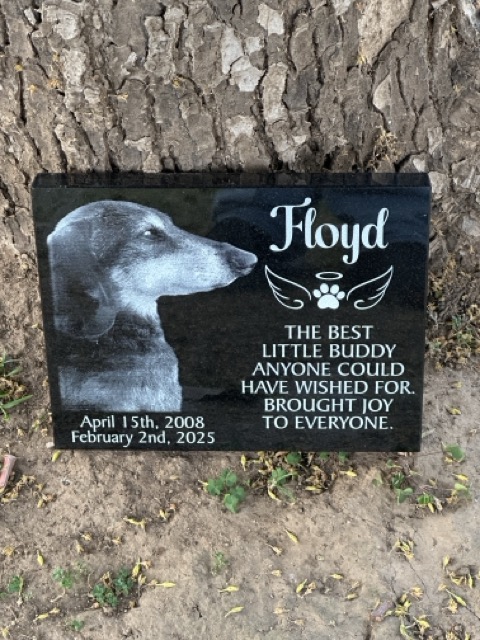 Floyd
THE BEST
LITTLE BUDDY
ANYONE COULD
HAVE WISHED FOR.
BROUGHT JOY
TO EVERYONE.
April 15th, 2008
February 2nd, 2025